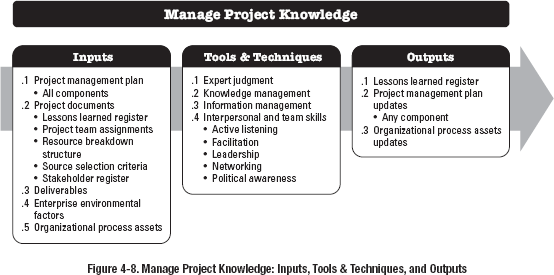 Manage Project Knowledge
Inputs
.1 Project management plan
• All components
.2 Project documents
• Lessons learned register
• Project team assignments
• Resource breakdown
structure
• Source selection criteria
• Stakeholder register
.3 Deliverables
.4 Enterprise environmental
factors
.5 Organizational process assets
Tools & Techniques
.1 Expert judgment
.2 Knowledge management
.3 Information management
.4 Interpersonal and team skills
• Active listening
• Facilitation
• Leadership
• Networking
• Political awareness
Outputs
.1 Lessons learned register
.2 Project management plan
updates
• Any component
.3 Organizational process assets
updates
Figure 4-8. Manage Project Knowledge: Inputs, Tools & Techniques, and Outputs